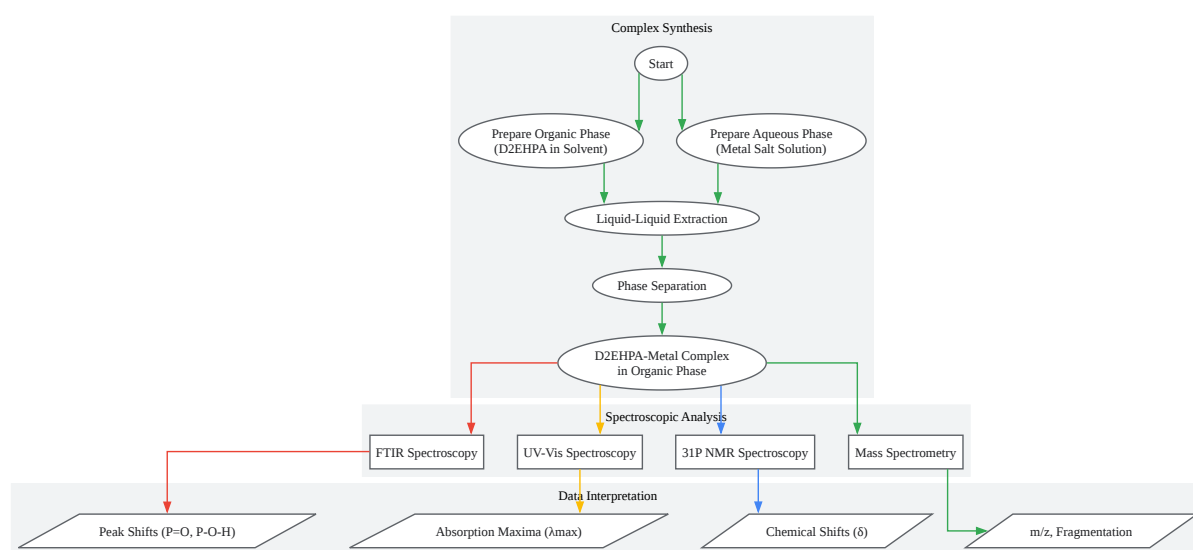 Complex Synthesis
Start
Prepare Organic Phase
(D2EHPA in Solvent)
Prepare Aqueous Phase
(Metal Salt Solution)
Liquid-Liquid Extraction
Phase Separation
D2EHPA-Metal Complex
in Organic Phase
Spectroscopic Analysis
FTIR Spectroscopy
UV-Vis Spectroscopy
31P NMR Spectroscopy
Mass Spectrometry
Data Interpretation
Peak Shifts (P=O, P-O-H)
Absorption Maxima (λmax)
Chemical Shifts (δ)
m/z, Fragmentation